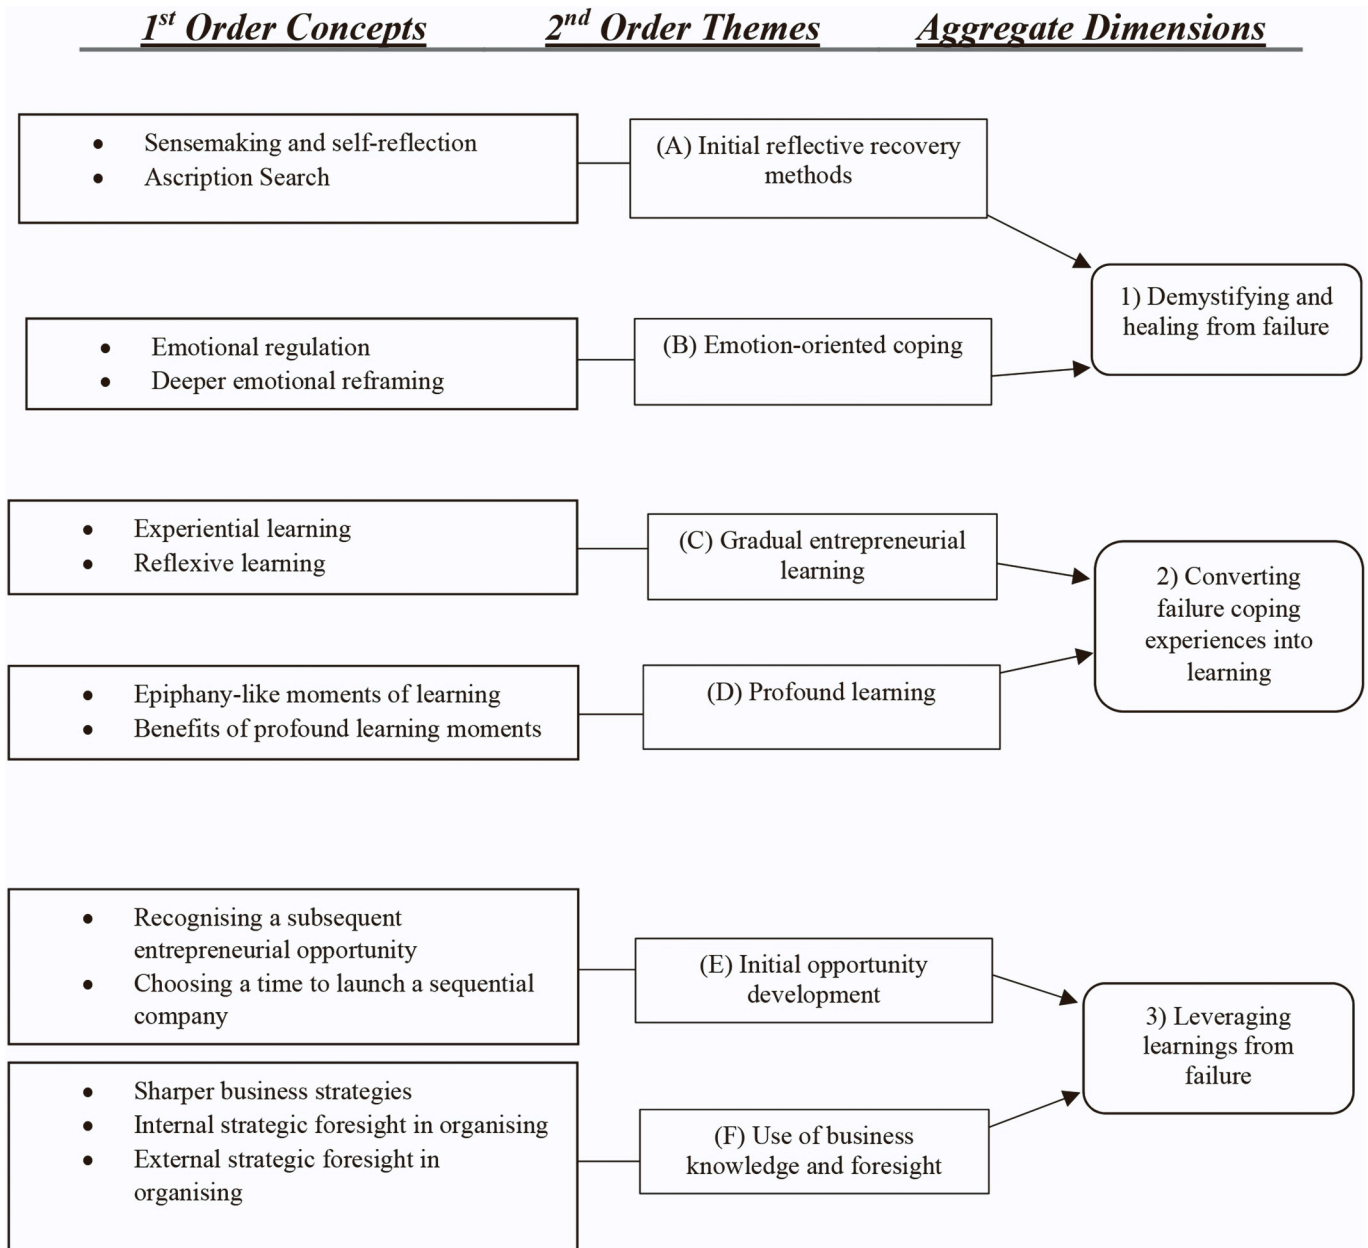 1st Order Concepts 2nd Order Themes Aggregate Dimensions
• Sensemaking and self-reflection
• Ascription Search
(A) Initial reflective recovery
methods
1) Demystifying and
healing from failure
• Emotional regulation
• Deeper emotional reframing
(B) Emotion-oriented coping
• Experiential learning
• Reflexive learning
(C) Gradual entrepreneurial
learning
2) Converting
failure coping
experiences into
learning
• Epiphany-like moments of learning
• Benefits of profound learning moments
(D) Profound learning
• Recognising a subsequent
entrepreneurial opportunity
• Choosing a time to launch a sequential
company
(E) Initial opportunity
development
3) Leveraging
learnings from
failure
• Sharper business strategies
• Internal strategic foresight in organising
• External strategic foresight in
organising
(F) Use of business
knowledge and foresight